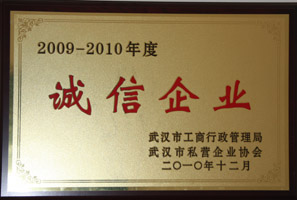 2009-2010年度
诚信企业
武汉市工商行政管理局
武汉市私营企业协会
二〇一〇年十二月